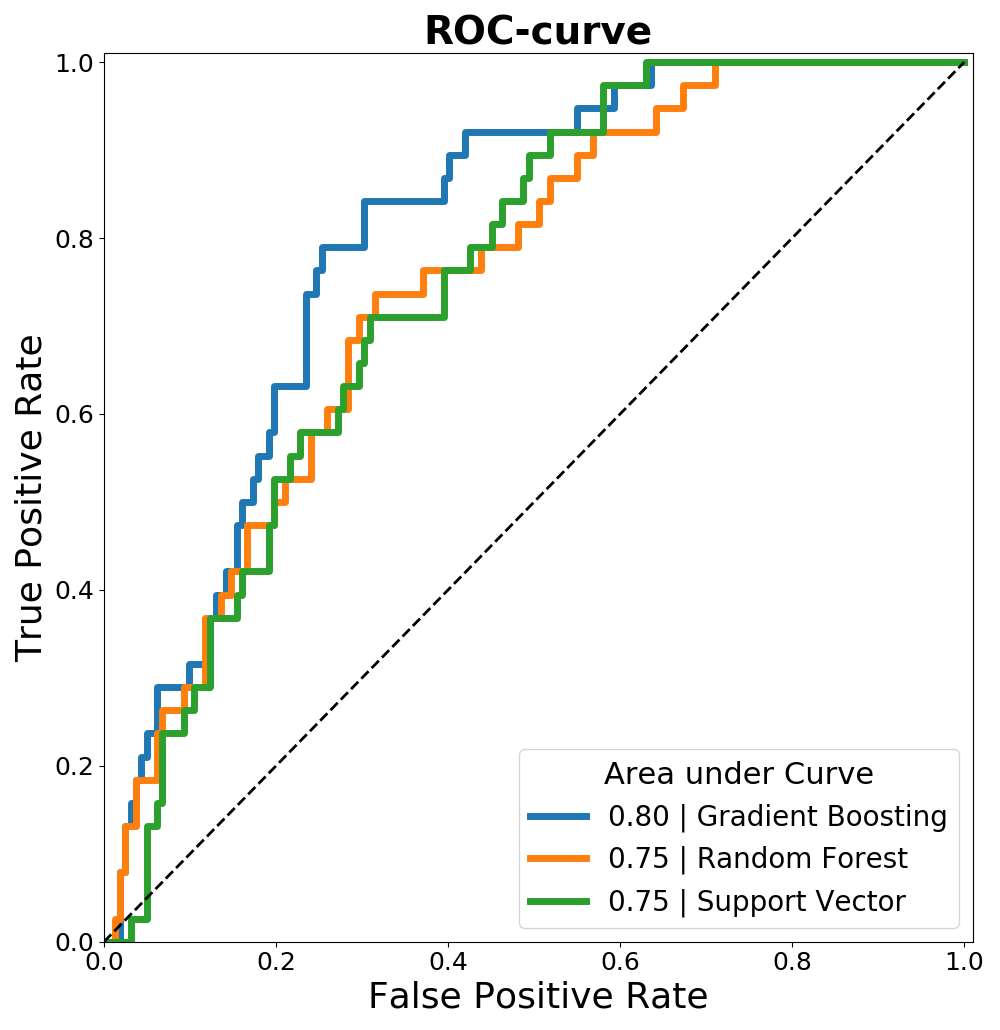 ROC-curve
1.0
0.8
0.6
0.4
0.2
0.0
True Positive Rate
Area under Curve
0.80 | Gradient Boosting
0.75 | Random Forest
0.75 | Support Vector
0.0 0.2 0.4 0.6 0.8 1.0
False Positive Rate